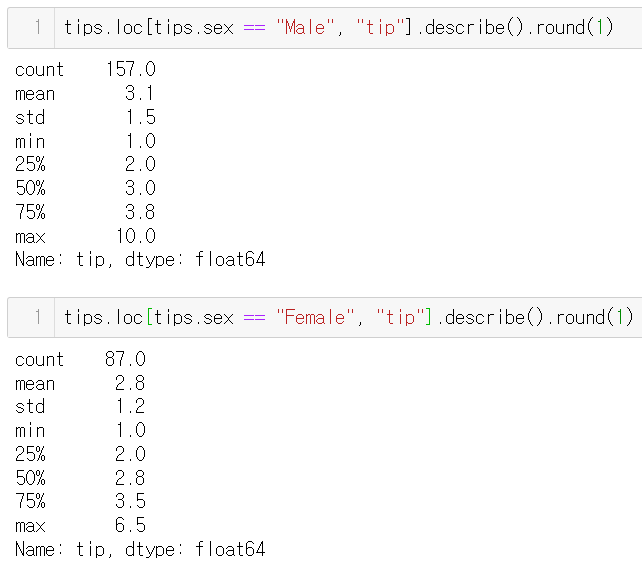 1 tips.loc[tips.sex == "Male", "tip"].describe().round(1)
count 157.0
mean 3.1
std 1.5
min 1.0
25% 2.0
50% 3.0
75% 3.8
max 10.0
Name: tip, dtype: float64
1 tips.loc[tips.sex == "Female", "tip"].describe().round(1)
count 87.0
mean 2.8
std 1.2
min 1.0
25% 2.0
50% 2.8
75% 3.5
max 6.5
Name: tip, dtype: float64